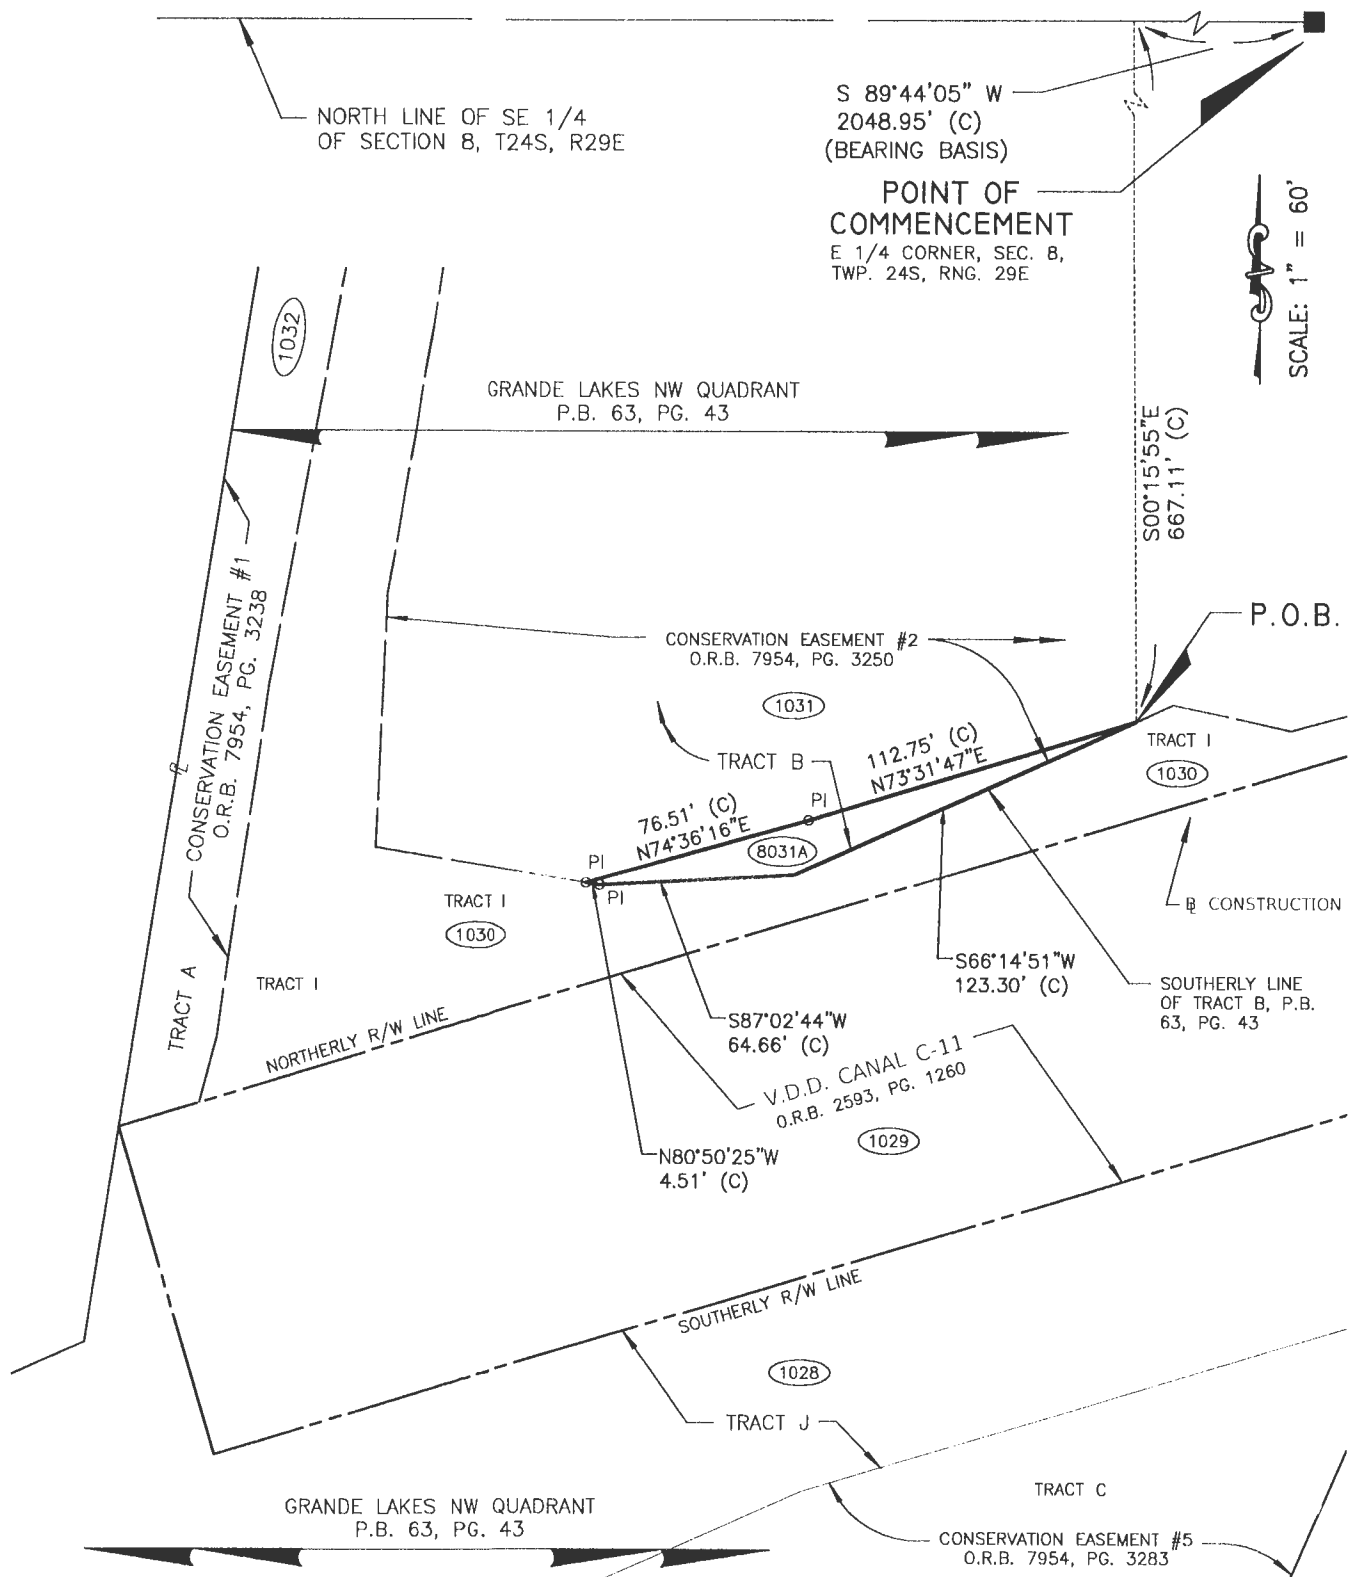 NORTH LINE OF SE 1/4
OF SECTION 8, T24S, R29E
S 89°44'05" W
2048.95' (C)
(BEARING BASIS)
POINT OF
COMMENCEMENT
E 1/4 CORNER, SEC. 8,
TWP. 24S, RNG. 29E
SCALE: 1" = 60'
1032
GRANDE LAKES NW QUADRANT
P.B. 63, PG. 43
S00°15'55"E
667.11' (C)
CONSERVATION EASEMENT #1
O.R.B. 7954, PG. 3238
P.O.B.
CONSERVATION EASEMENT #2
O.R.B. 7954, PG. 3250
1031
TRACT B
112.75' (C)
N73°31'47"E
TRACT I
1030
PI
76.51' (C)
N74°36'16"E
8031A
PI
PI
TRACT I
1030
℞ CONSTRUCTION
TRACT A
TRACT I
S66°14'51"W
123.30' (C)
SOUTHERLY LINE
OF TRACT B, P.B.
63, PG. 43
NORTHERLY R/W LINE
S87°02'44"W
64.66' (C)
V.D.D. CANAL C-11
O.R.B. 2593, PG. 1260
1029
N80°50'25"W
4.51' (C)
SOUTHERLY R/W LINE
1028
TRACT J
TRACT C
GRANDE LAKES NW QUADRANT
P.B. 63, PG. 43
CONSERVATION EASEMENT #5
O.R.B. 7954, PG. 3283